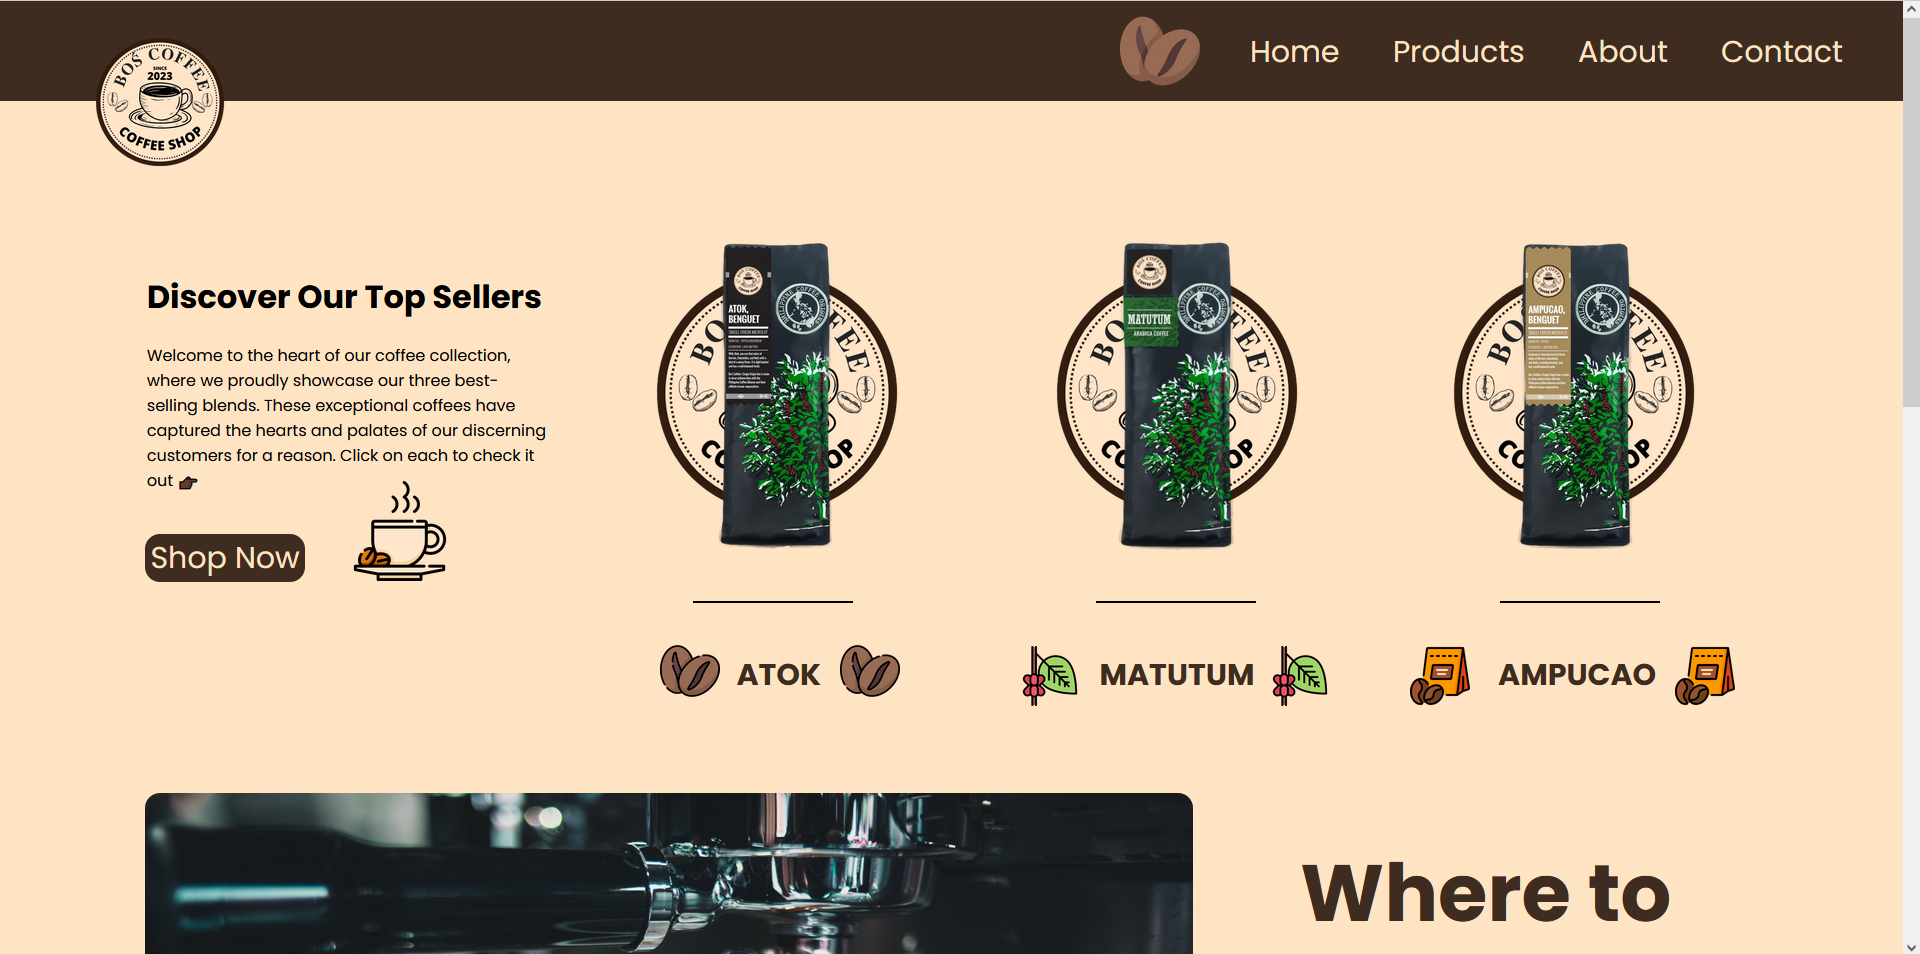 Home Products About Contact
BOS COFFEE
SINCE
2023
COFFEE SHOP
Discover Our Top Sellers
Welcome to the heart of our coffee collection,
where we proudly showcase our three best-
selling blends. These exceptional coffees have
captured the hearts and palates of our discerning
customers for a reason. Click on each to check it
out
Shop Now
ATOK,
BENGUET
MATUTUM
ARABICA COFFEE
AMPUCAO,
BENGUET
ATOK
MATUTUM
AMPUCAO
Where to